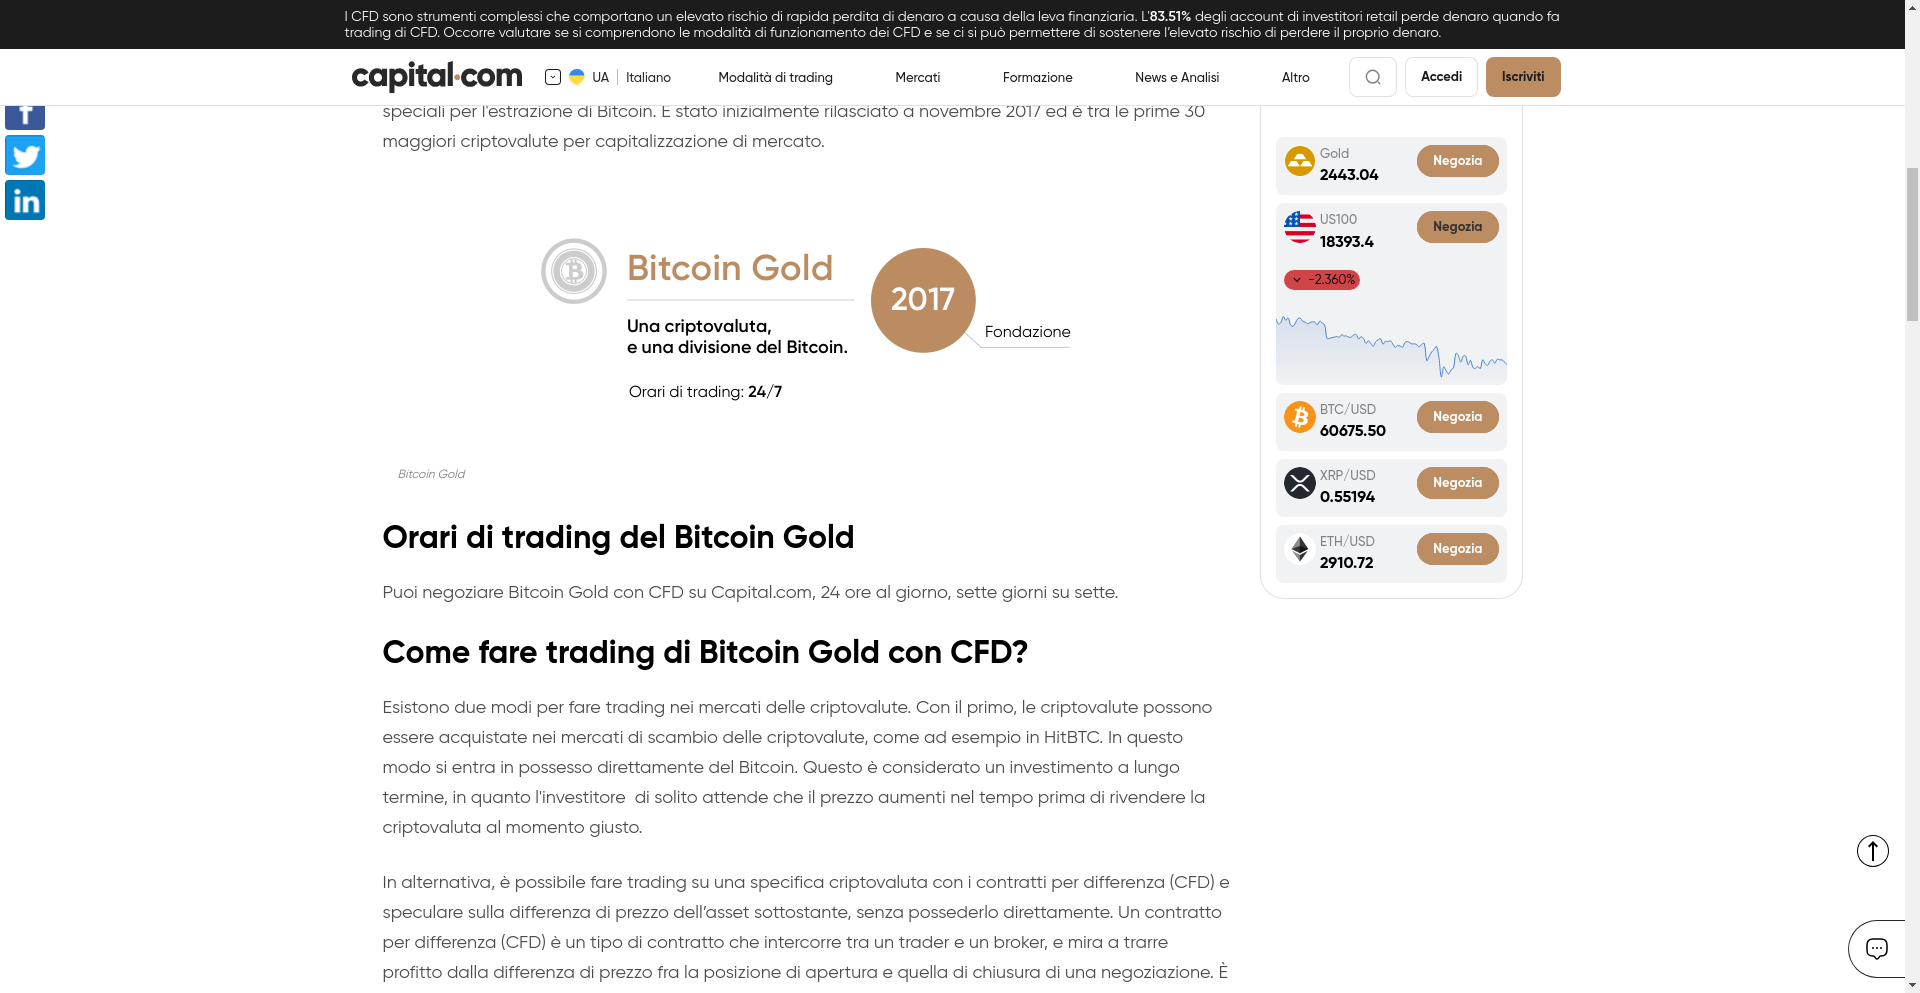 I CFD sono strumenti complessi che comportano un elevato rischio di rapida perdita di denaro a causa della leva finanziaria. L'83.51% degli account di investitori retail perde denaro quando fa
trading di CFD. Occorre valutare se si comprendono le modalità di funzionamento dei CFD e se ci si può permettere di sostenere l'elevato rischio di perdere il proprio denaro.
capital.com
UA
Italiano
Modalità di trading
Mercati
Formazione
News e Analisi
Altro
Accedi
Iscriviti
speciali per l'estrazione di Bitcoin. È stato inizialmente rilasciato a novembre 2017 ed è tra le prime 30
maggiori criptovalute per capitalizzazione di mercato.
Bitcoin Gold
2017
Una criptovaluta,
e una divisione del Bitcoin.
Fondazione
Orari di trading: 24/7
Bitcoin Gold
Orari di trading del Bitcoin Gold
Puoi negoziare Bitcoin Gold con CFD su Capital.com, 24 ore al giorno, sette giorni su sette.
Come fare trading di Bitcoin Gold con CFD?
Esistono due modi per fare trading nei mercati delle criptovalute. Con il primo, le criptovalute possono
essere acquistate nei mercati di scambio delle criptovalute, come ad esempio in HitBTC. In questo
modo si entra in possesso direttamente del Bitcoin. Questo è considerato un investimento a lungo
termine, in quanto l'investitore  di solito attende che il prezzo aumenti nel tempo prima di rivendere la
criptovaluta al momento giusto.
In alternativa, è possibile fare trading su una specifica criptovaluta con i contratti per differenza (CFD) e
speculare sulla differenza di prezzo dell’asset sottostante, senza possederlo direttamente. Un contratto
per differenza (CFD) è un tipo di contratto che intercorre tra un trader e un broker, e mira a trarre
profitto dalla differenza di prezzo fra la posizione di apertura e quella di chiusura di una negoziazione. È
Gold
2443.04
Negozia
US100
18393.4
Negozia
-2.360%
BTC/USD
60675.50
Negozia
XRP/USD
0.55194
Negozia
ETH/USD
2910.72
Negozia